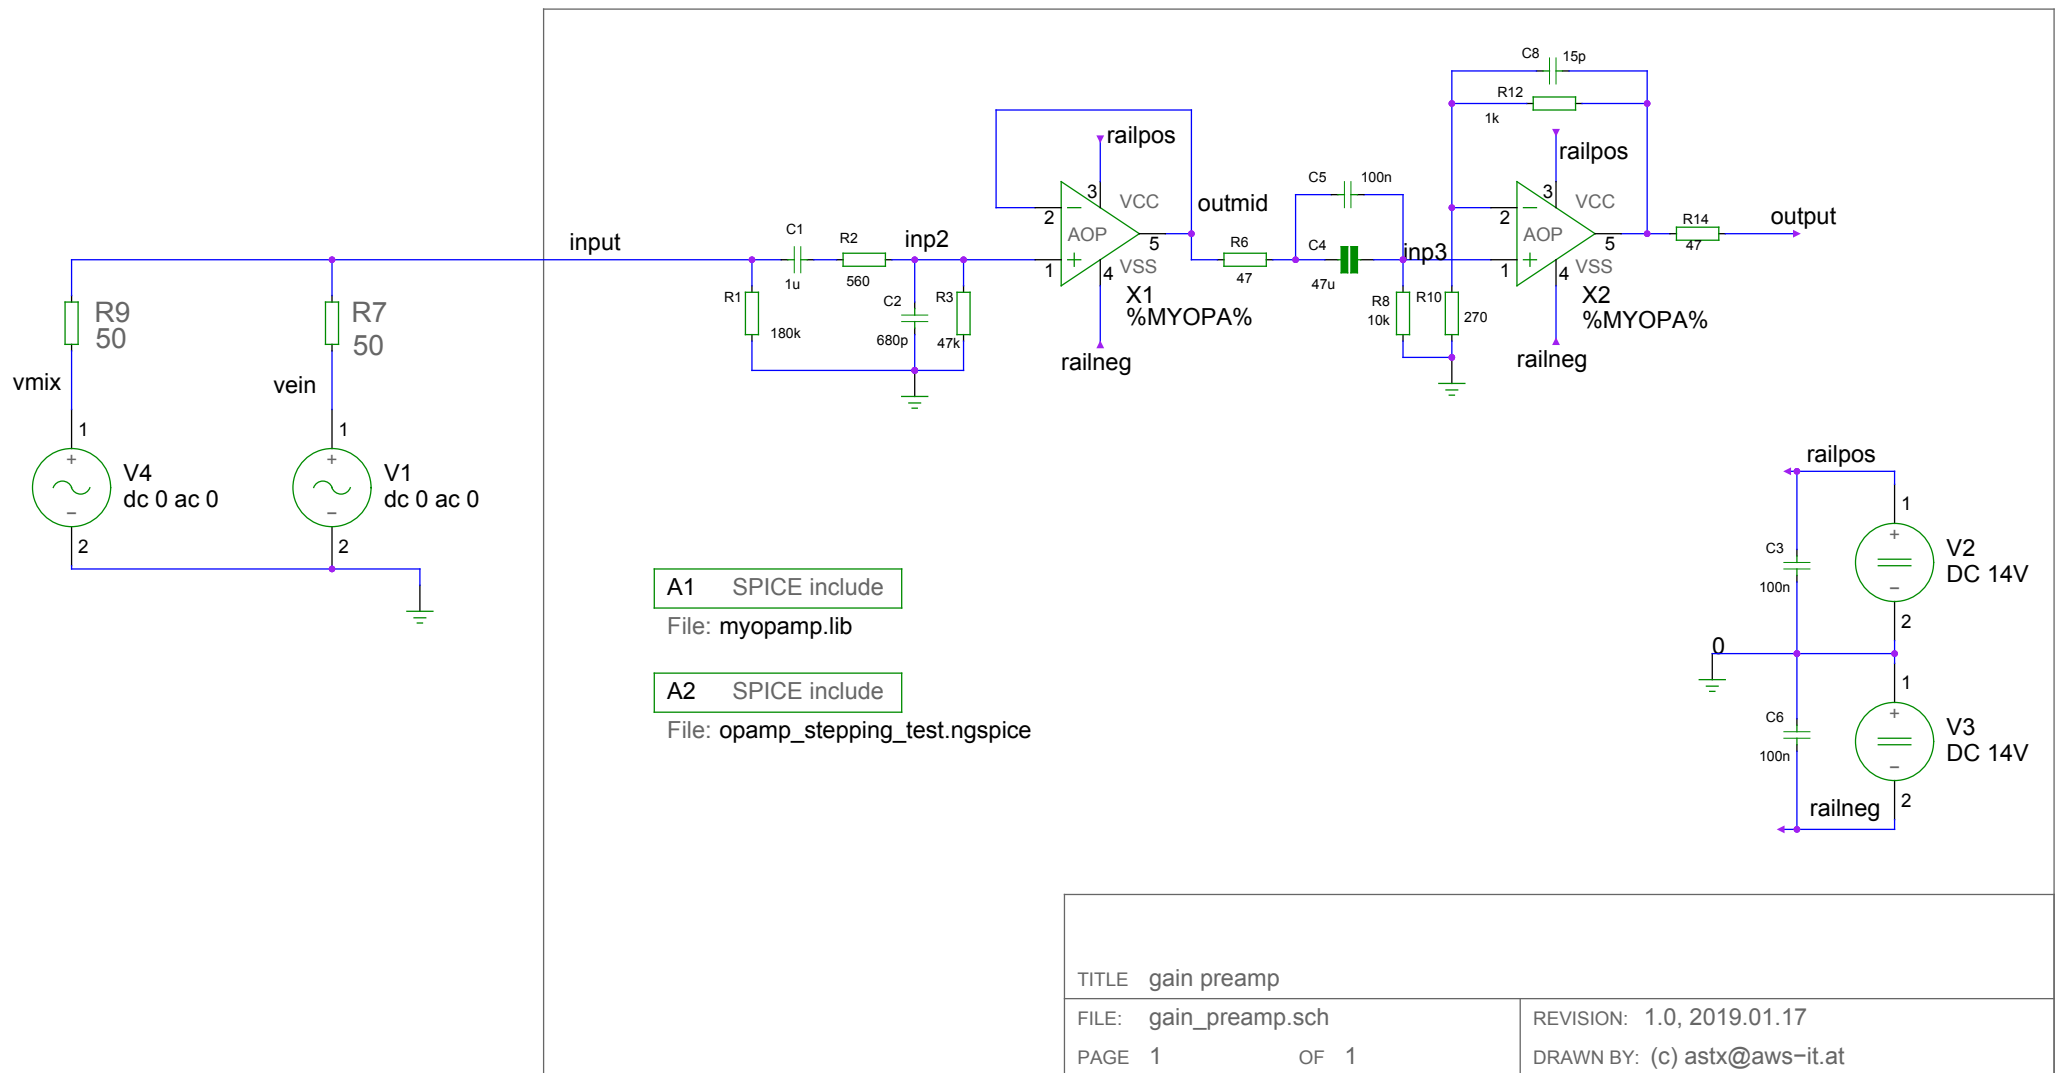 C8 15p
R12
1k
railpos
railpos
3
VCC
2
AOP
5
1
4
VSS
X1
%MYOPA%
railneg
outmid
C5 100n
3
VCC
2
AOP
5
1
4
VSS
X2
%MYOPA%
railneg
R14
47
output
input
C1
1u
R2
560
inp2
R1
180k
C2
680p
R3
47k
R6
47
C4
47u
inp3
R8
10k
R10
270
R9
50
R7
50
vmix
vein
1
+
−
2
V4
dc 0 ac 0
1
+
−
2
V1
dc 0 ac 0
railpos
1
C3
100n
+
−
V2
DC 14V
2
0
1
C6
100n
+
−
V3
DC 14V
2
railneg
A1 SPICE include
File: myopamp.lib
A2 SPICE include
File: opamp_stepping_test.ngspice
TITLE gain preamp
FILE: gain_preamp.sch
REVISION: 1.0, 2019.01.17
PAGE 1 OF 1
DRAWN BY: (c) astx@aws−it.at